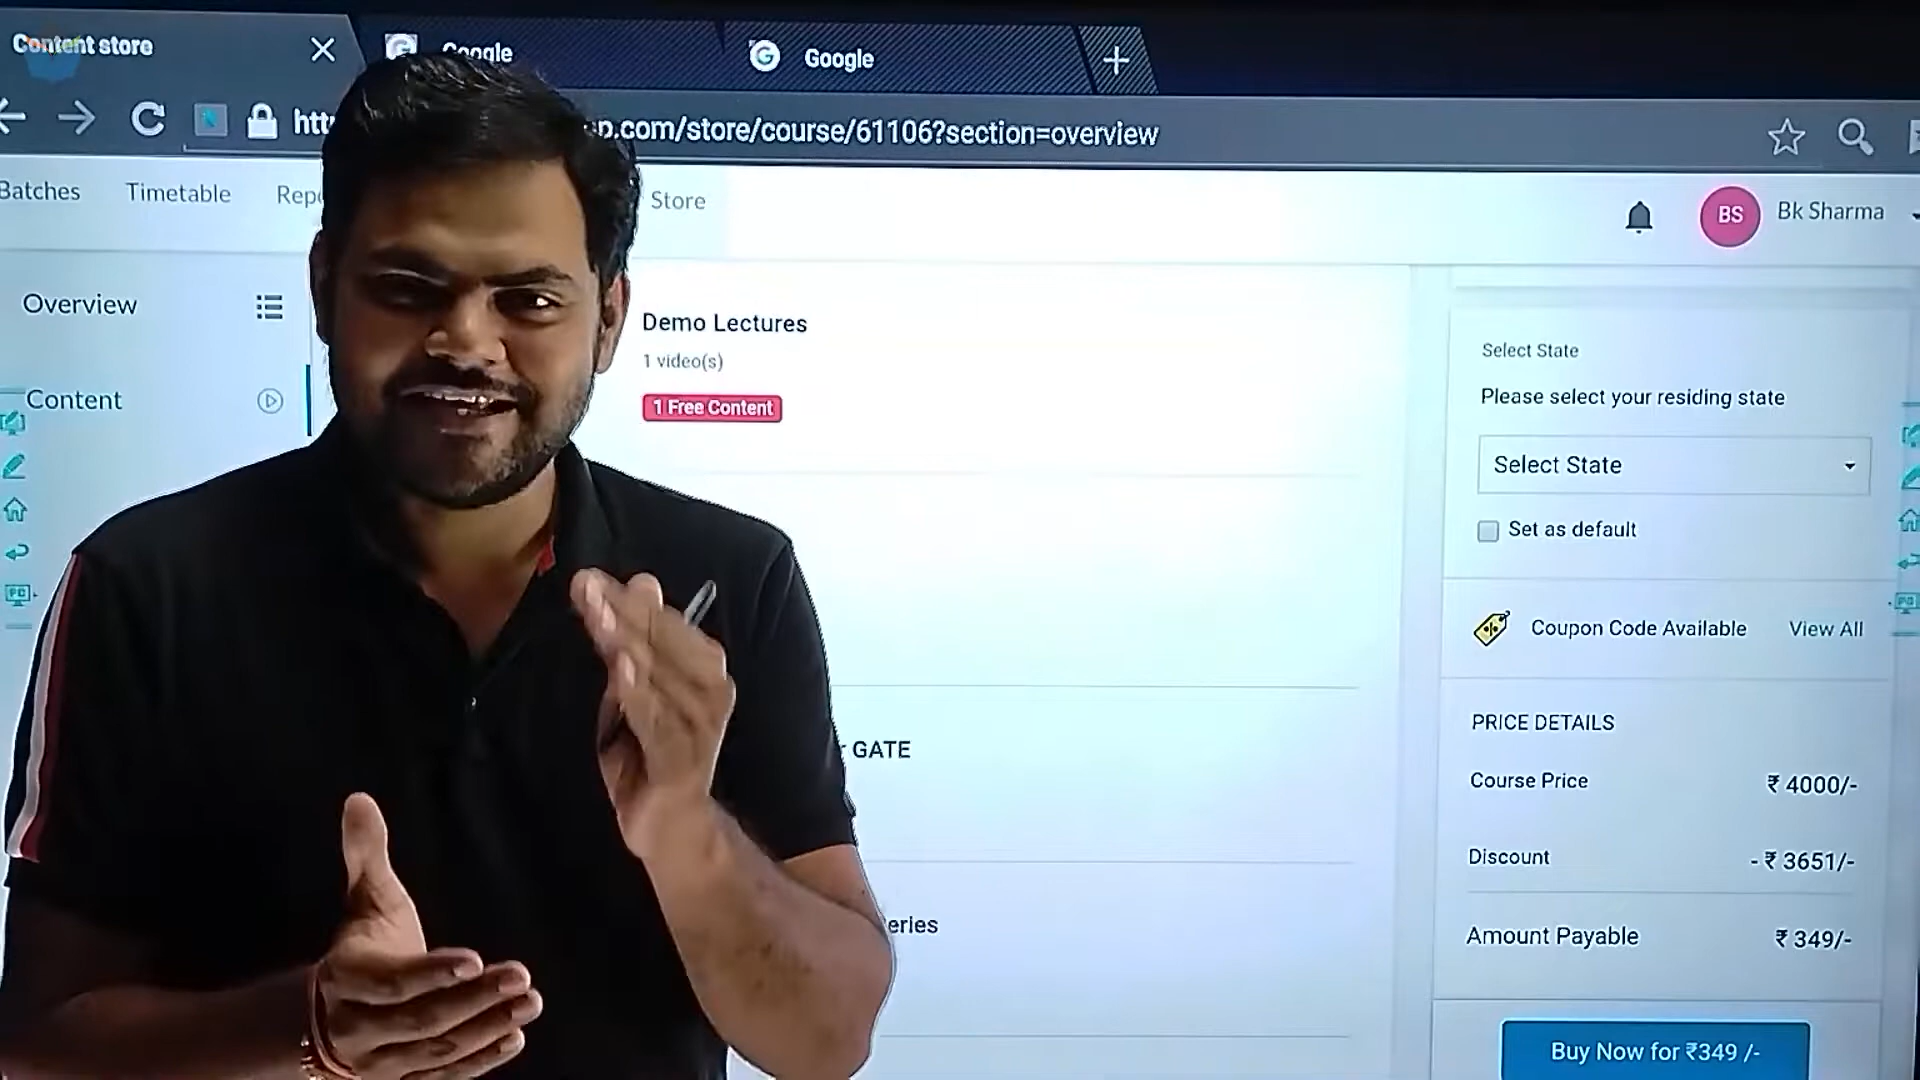 Content store
Google
Google
sp.com/store/course/61106?section=overview
Batches
Timetable
Store
BS
Bk Sharma
Overview
Content
Demo Lectures
1 video(s)
1 Free Content
GATE
Select State
Please select your residing state
Select State
Set as default
Coupon Code Available
View All
PRICE DETAILS
Course Price
₹ 4000/-
Discount
- ₹ 3651/-
Amount Payable
₹ 349/-
Buy Now for ₹349 /-
PC